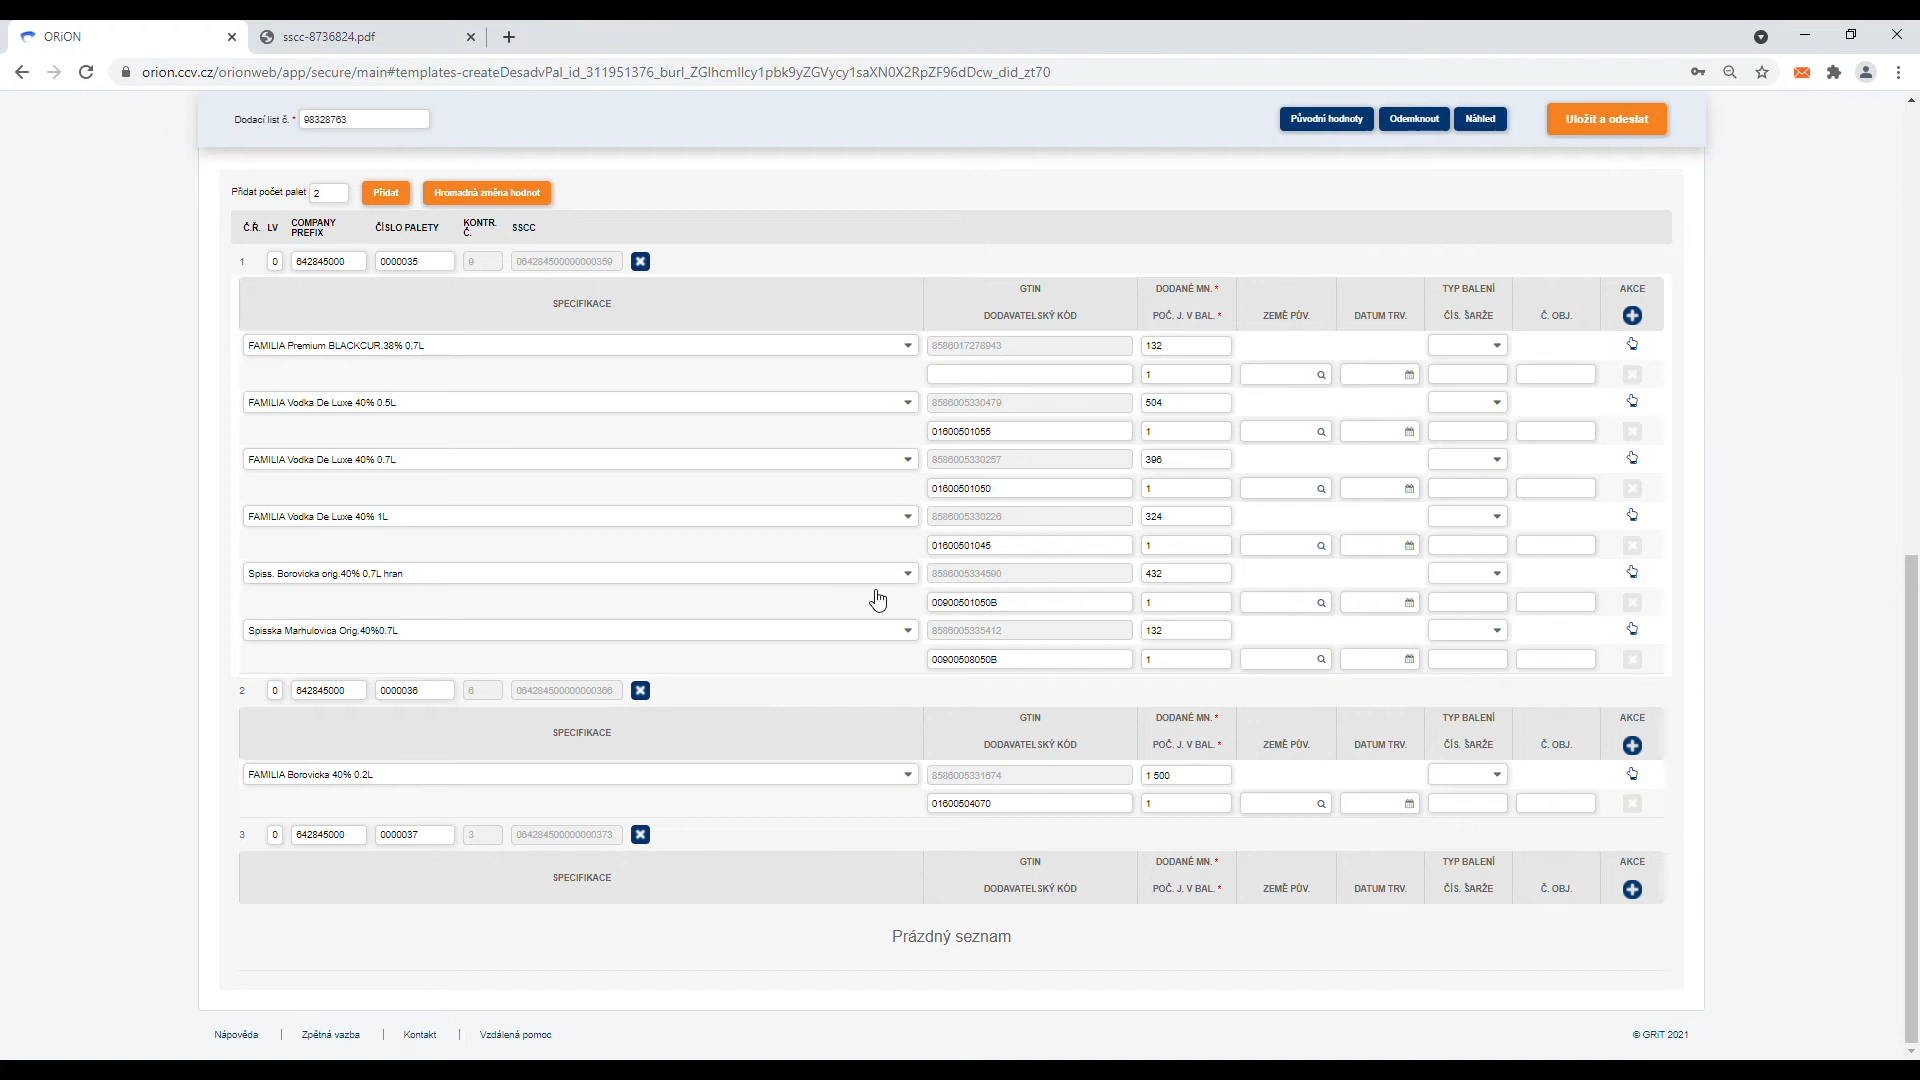 ORiON
sscc-8736824.pdf
orion.ccv.cz/orionweb/app/secure/main#templates-createDesadvPal_id_311951376_burl_ZGlhcmllcy1pbk9yZGVycy1saXN0X2RpZF96dDcw_did_zt70
Dodací list č. * 98328763 Původní hodnoty Odemknout Náhled Uložit a odeslat
Přidat počet palet 2 Přidat Hromadná změna hodnot
Č.Ř. LV COMPANY PREFIX ČÍSLO PALETY KONTR. Č. SSCC
1 0 642845000 0000035 9 064284500000000359
SPECIFIKACE GTIN DODANÉ MN. * TYP BALENÍ AKCE
DODAVATELSKÝ KÓD POČ. J. V BAL. * ZEMĚ PŮV. DATUM TRV. ČÍS. ŠARŽE Č. OBJ.
FAMILIA Premium BLACKCUR.38% 0,7L 8586017278943 132
1
FAMILIA Vodka De Luxe 40% 0.5L 8586005330479 504
01600501055 1
FAMILIA Vodka De Luxe 40% 0.7L 8586005330257 396
01600501050 1
FAMILIA Vodka De Luxe 40% 1L 8586005330226 324
01600501045 1
Spiss. Borovicka orig.40% 0,7L hran 8586005334590 432
00900501050B 1
Spisska Marhulovica Orig.40%0.7L 8586005335412 132
00900508050B 1
2 0 642845000 0000036 6 064284500000000366
SPECIFIKACE GTIN DODANÉ MN. * TYP BALENÍ AKCE
DODAVATELSKÝ KÓD POČ. J. V BAL. * ZEMĚ PŮV. DATUM TRV. ČÍS. ŠARŽE Č. OBJ.
FAMILIA Borovicka 40% 0.2L 8586005331674 1 500
01600504070 1
3 0 642845000 0000037 3 064284500000000373
SPECIFIKACE GTIN DODANÉ MN. * TYP BALENÍ AKCE
DODAVATELSKÝ KÓD POČ. J. V BAL. * ZEMĚ PŮV. DATUM TRV. ČÍS. ŠARŽE Č. OBJ.
Prázdný seznam
Nápověda | Zpětná vazba | Kontakt | Vzdálená pomoc © GRiT 2021